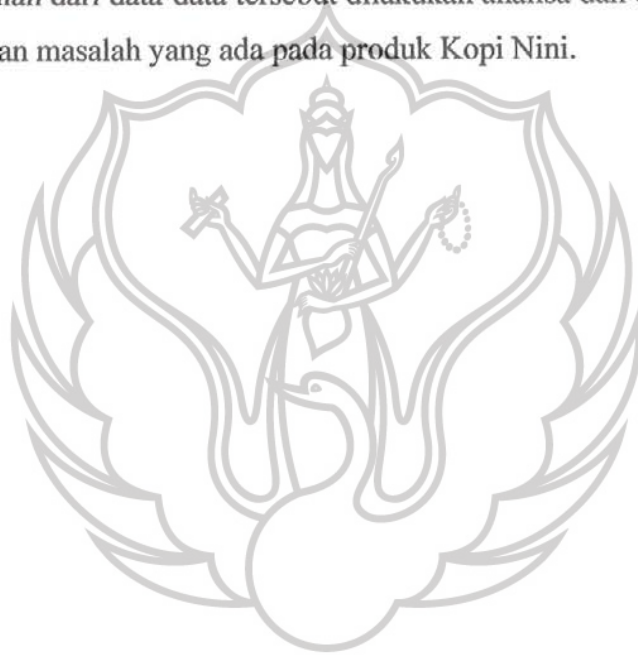 dari data-data tersebut dilakukan analisa dan
an masalah yang ada pada produk Kopi Nini.